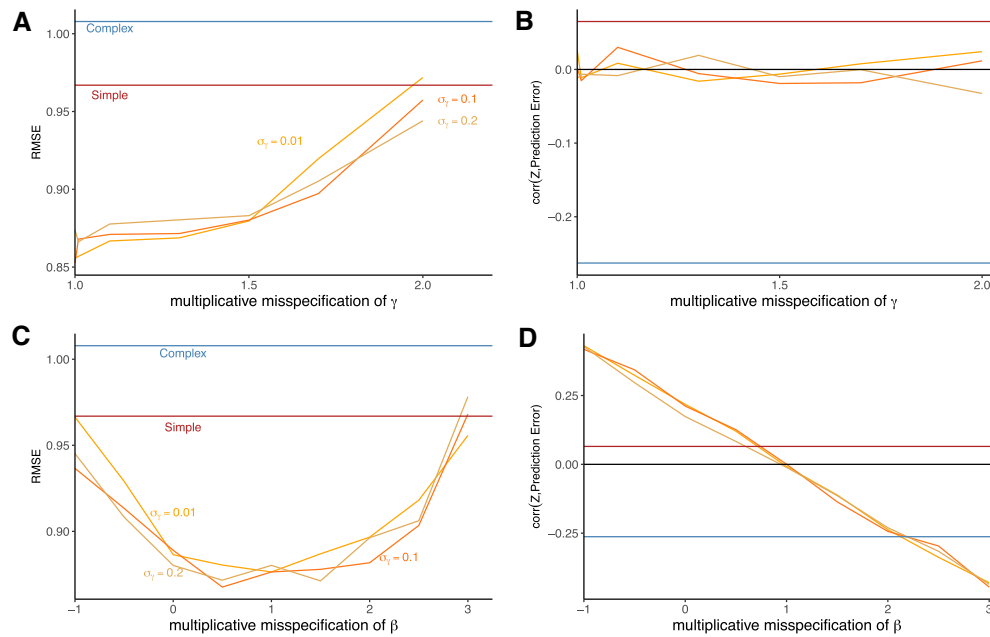 A
RMSE
1.00
0.95
0.90
0.85
Complex
Simple
σγ = 0.01
σγ = 0.1
σγ = 0.2
1.0
1.5
2.0
multiplicative misspecification of γ
B
corr(Z,Prediction Error)
0.0
−0.1
−0.2
1.0
1.5
2.0
multiplicative misspecification of γ
C
RMSE
1.00
0.95
0.90
Complex
Simple
σγ = 0.01
σγ = 0.2
σγ = 0.1
−1
0
1
2
3
multiplicative misspecification of β
D
corr(Z,Prediction Error)
0.25
0.00
−0.25
−1
0
1
2
3
multiplicative misspecification of β